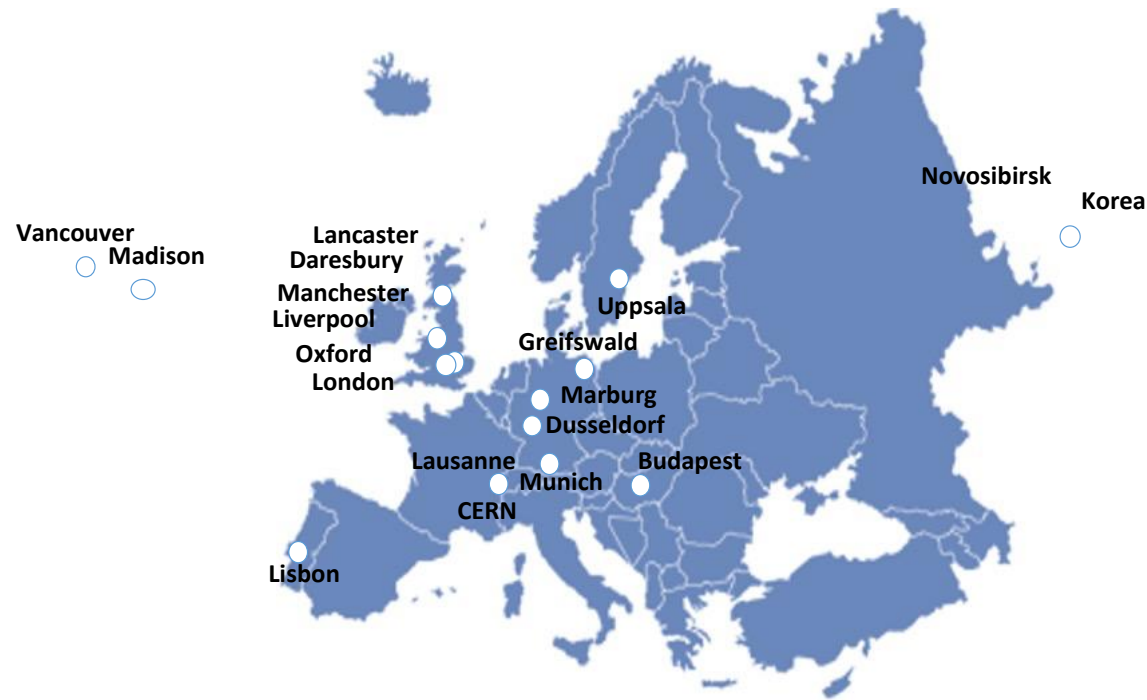 Novosibirsk
Korea
Vancouver
Madison
Lancaster
Daresbury
Manchester
Liverpool
Oxford
London
Uppsala
Greifswald
Marburg
Dusseldorf
Lausanne
Munich
Budapest
CERN
Lisbon